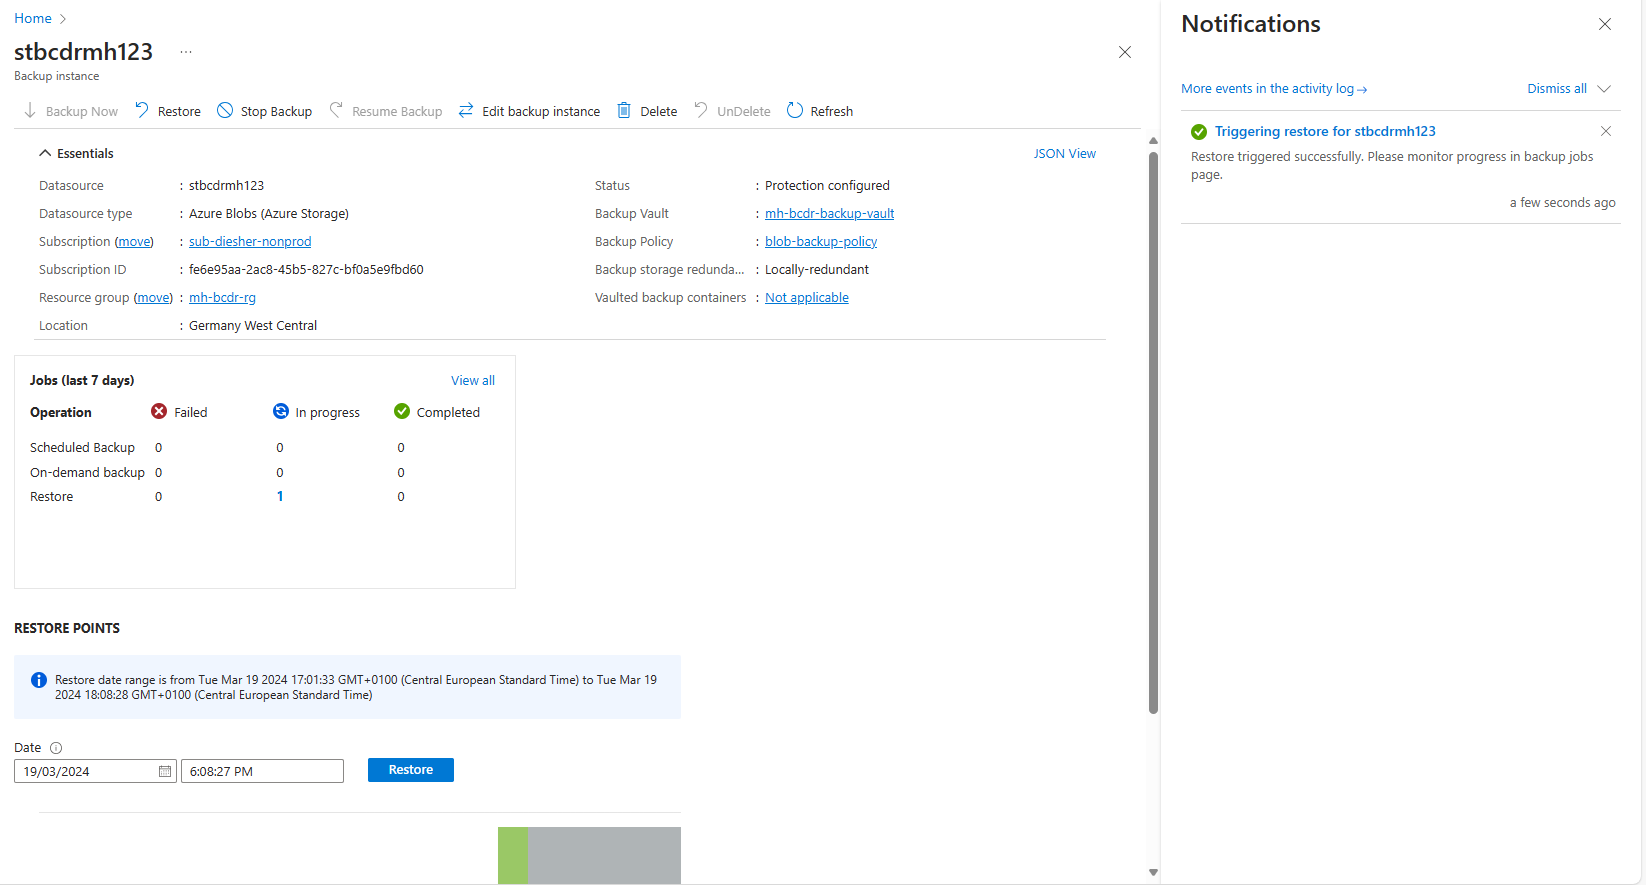 Home
stbcdrmh123 ...
Backup instance
Backup Now Restore Stop Backup Resume Backup Edit backup instance Delete UnDelete Refresh
Essentials JSON View
Datasource : stbcdrmh123
Datasource type : Azure Blobs (Azure Storage)
Subscription (move) : sub-diesher-nonprod
Subscription ID : fe6e95aa-2ac8-45b5-827c-bf0a5e9fbd60
Resource group (move) : mh-bcdr-rg
Location : Germany West Central
Status : Protection configured
Backup Vault : mh-bcdr-backup-vault
Backup Policy : blob-backup-policy
Backup storage redunda... : Locally-redundant
Vaulted backup containers : Not applicable
Jobs (last 7 days) View all
Operation Failed In progress Completed
Scheduled Backup 0 0 0
On-demand backup 0 0 0
Restore 0 1 0
RESTORE POINTS
Restore date range is from Tue Mar 19 2024 17:01:33 GMT+0100 (Central European Standard Time) to Tue Mar 19
2024 18:08:28 GMT+0100 (Central European Standard Time)
Date
19/03/2024 6:08:27 PM Restore
Notifications
More events in the activity log→ Dismiss all
Triggering restore for stbcdrmh123
Restore triggered successfully. Please monitor progress in backup jobs
page.
a few seconds ago